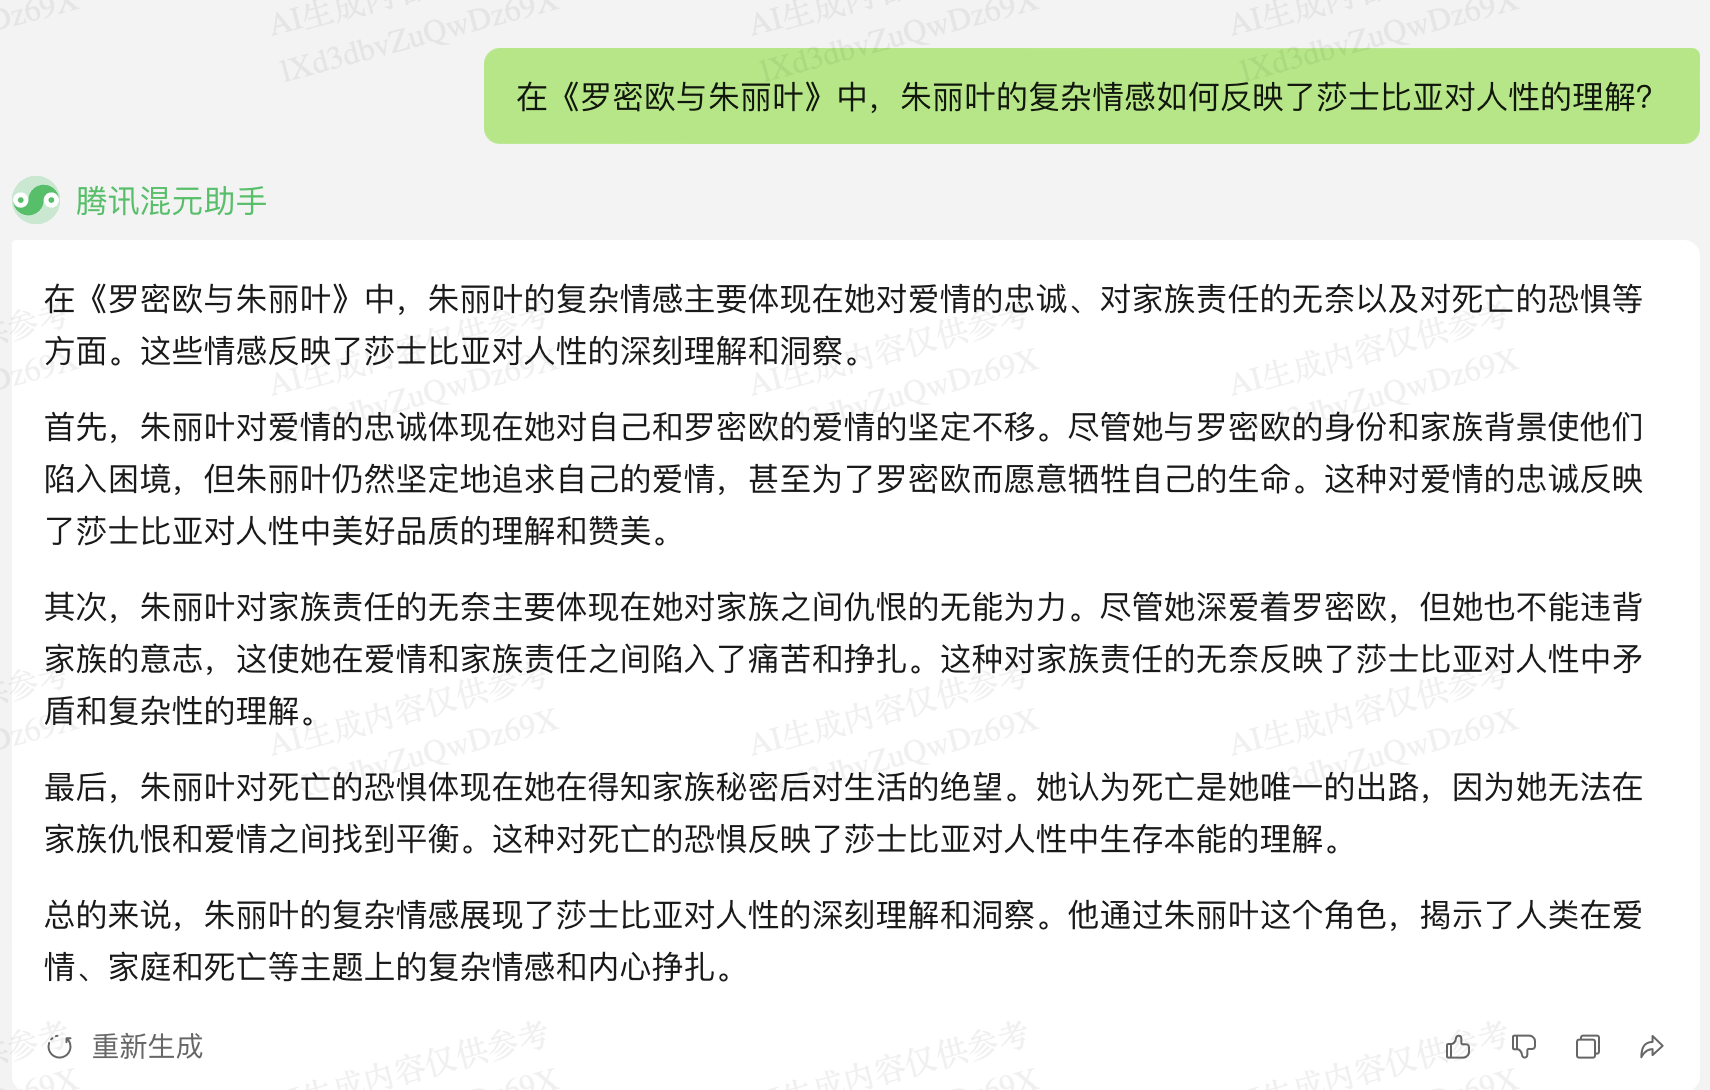 在《罗密欧与朱丽叶》中，朱丽叶的复杂情感如何反映了莎士比亚对人性的理解？
腾讯混元助手
在《罗密欧与朱丽叶》中，朱丽叶的复杂情感主要体现在她对爱情的忠诚、对家族责任的无奈以及对死亡的恐惧等
方面。这些情感反映了莎士比亚对人性的深刻理解和洞察。
首先，朱丽叶对爱情的忠诚体现在她对自己和罗密欧的爱情的坚定不移。尽管她与罗密欧的身份和家族背景使他们
陷入困境，但朱丽叶仍然坚定地追求自己的爱情，甚至为了罗密欧而愿意牺牲自己的生命。这种对爱情的忠诚反映
了莎士比亚对人性中美好品质的理解和赞美。
其次，朱丽叶对家族责任的无奈主要体现在她对家族之间仇恨的无能为力。尽管她深爱着罗密欧，但她也不能违背
家族的意志，这使她在爱情和家族责任之间陷入了痛苦和挣扎。这种对家族责任的无奈反映了莎士比亚对人性中矛
盾和复杂性的理解。
最后，朱丽叶对死亡的恐惧体现在她在得知家族秘密后对生活的绝望。她认为死亡是她唯一的出路，因为她无法在
家族仇恨和爱情之间找到平衡。这种对死亡的恐惧反映了莎士比亚对人性中生存本能的理解。
总的来说，朱丽叶的复杂情感展现了莎士比亚对人性的深刻理解和洞察。他通过朱丽叶这个角色，揭示了人类在爱
情、家庭和死亡等主题上的复杂情感和内心挣扎。
重新生成
AI生成内容仅供参考
lXd3dbvZuQwDz69X